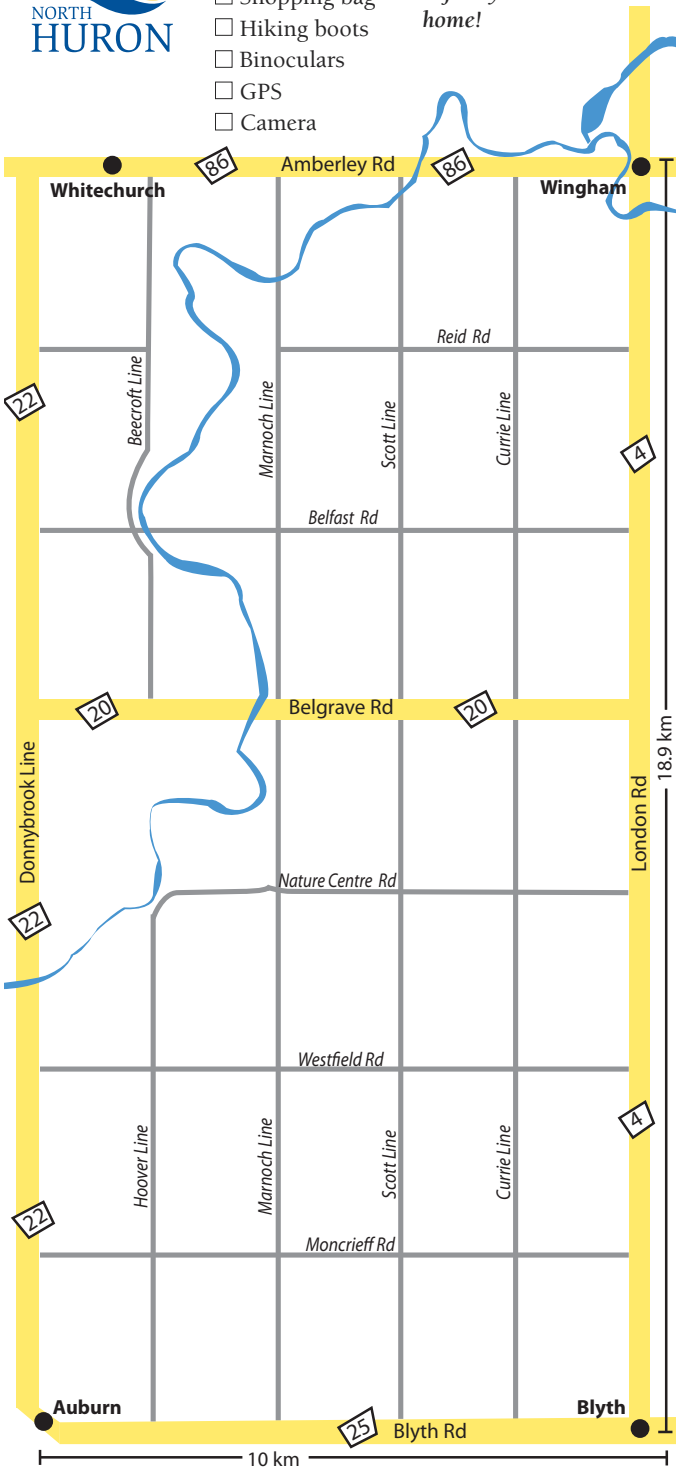 NORTH
HURON
Shopping bag
Hiking boots
Binoculars
GPS
Camera
home!
86
Amberley Rd
86
Whitechurch
Wingham
Reid Rd
22
Beecroft Line
Marnoch Line
Scott Line
Currie Line
4
Belfast Rd
20
Belgrave Rd
20
18.9 km
Donnybrook Line
London Rd
Nature Centre Rd
22
Westfield Rd
4
Hoover Line
Marnoch Line
Scott Line
Currie Line
22
Moncrieff Rd
Auburn
Blyth
25
Blyth Rd
10 km